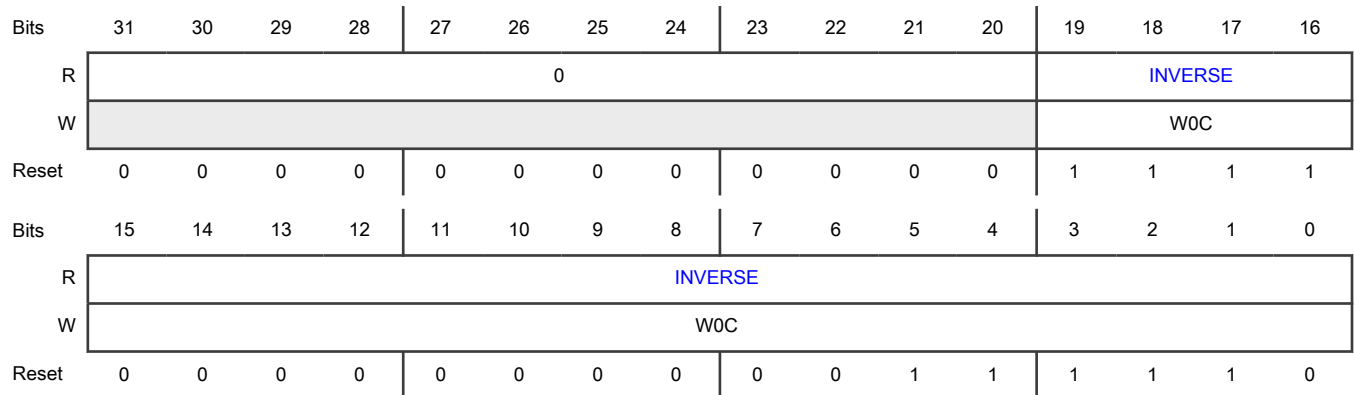 Bits 31 30 29 28 27 26 25 24 23 22 21 20 19 18 17 16
R 0 INVERSE
W W0C
Reset 0 0 0 0 0 0 0 0 0 0 0 0 1 1 1 1
Bits 15 14 13 12 11 10 9 8 7 6 5 4 3 2 1 0
R INVERSE
W W0C
Reset 0 0 0 0 0 0 0 0 0 0 1 1 1 1 1 0